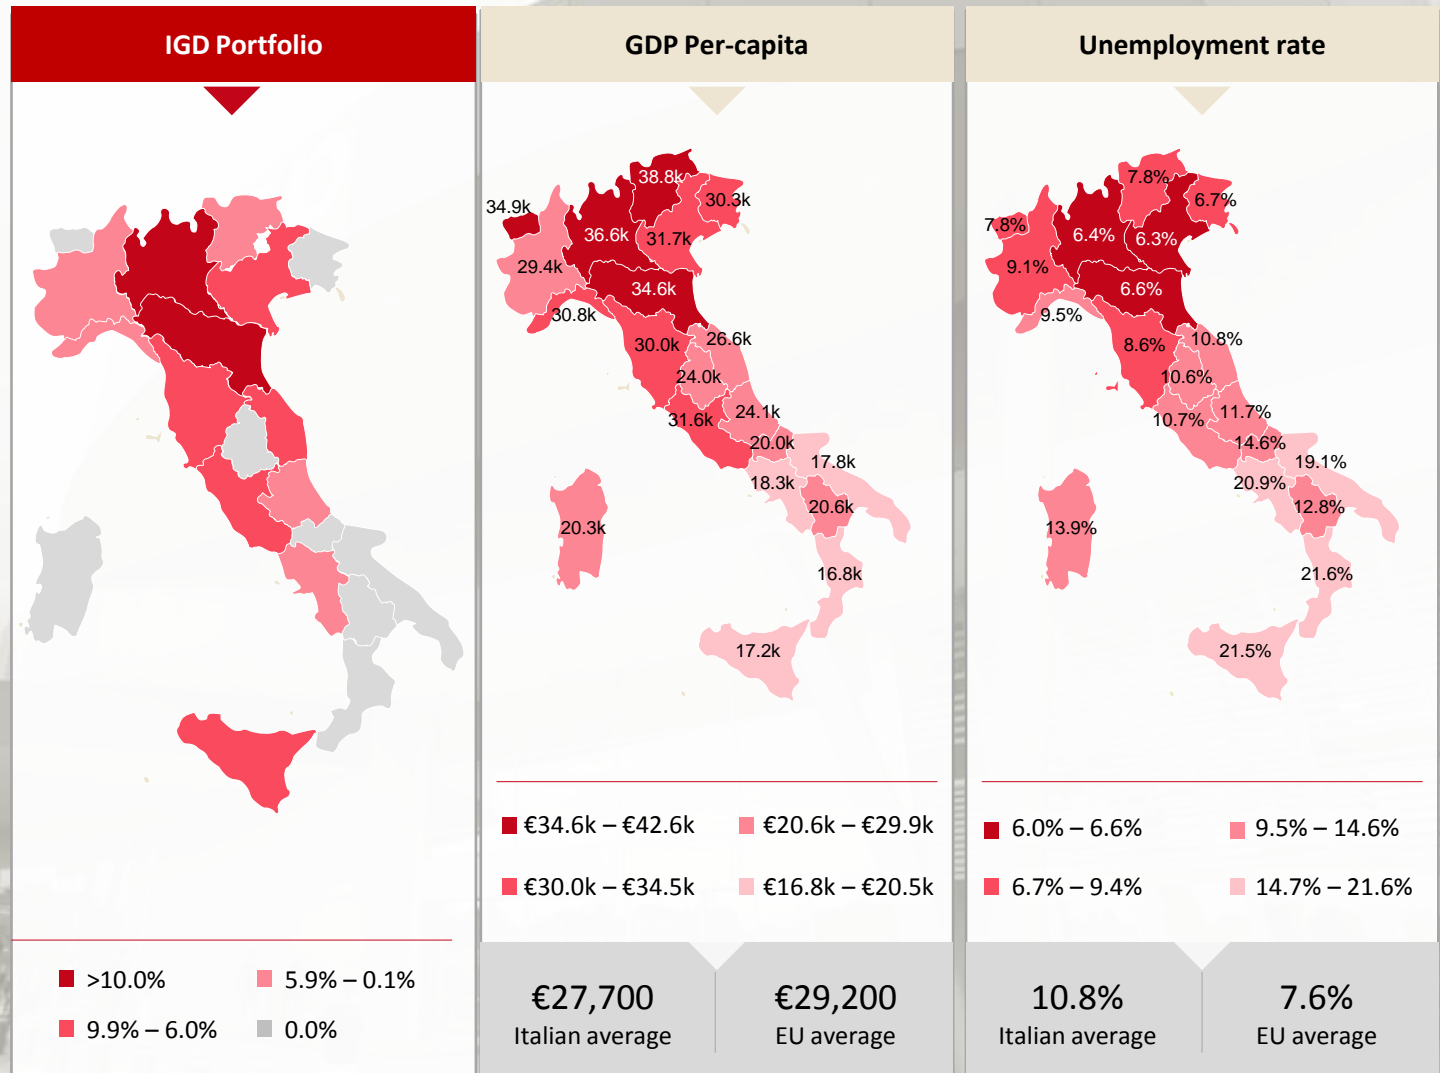 IGD Portfolio
>10.0%
5.9% – 0.1%
9.9% – 6.0%
0.0%
GDP Per-capita
38.8k
34.9k
30.3k
36.6k
31.7k
29.4k
34.6k
30.8k
26.6k
30.0k
24.0k
24.1k
31.6k
20.0k
17.8k
18.3k
20.6k
20.3k
16.8k
17.2k
€34.6k – €42.6k
€20.6k – €29.9k
€30.0k – €34.5k
€16.8k – €20.5k
€27,700
Italian average
€29,200
EU average
Unemployment rate
7.8%
6.7%
7.8%
6.4%
6.3%
9.1%
6.6%
9.5%
10.8%
8.6%
10.6%
11.7%
10.7%
14.6%
19.1%
20.9%
12.8%
13.9%
21.6%
21.5%
6.0% – 6.6%
9.5% – 14.6%
6.7% – 9.4%
14.7% – 21.6%
10.8%
Italian average
7.6%
EU average